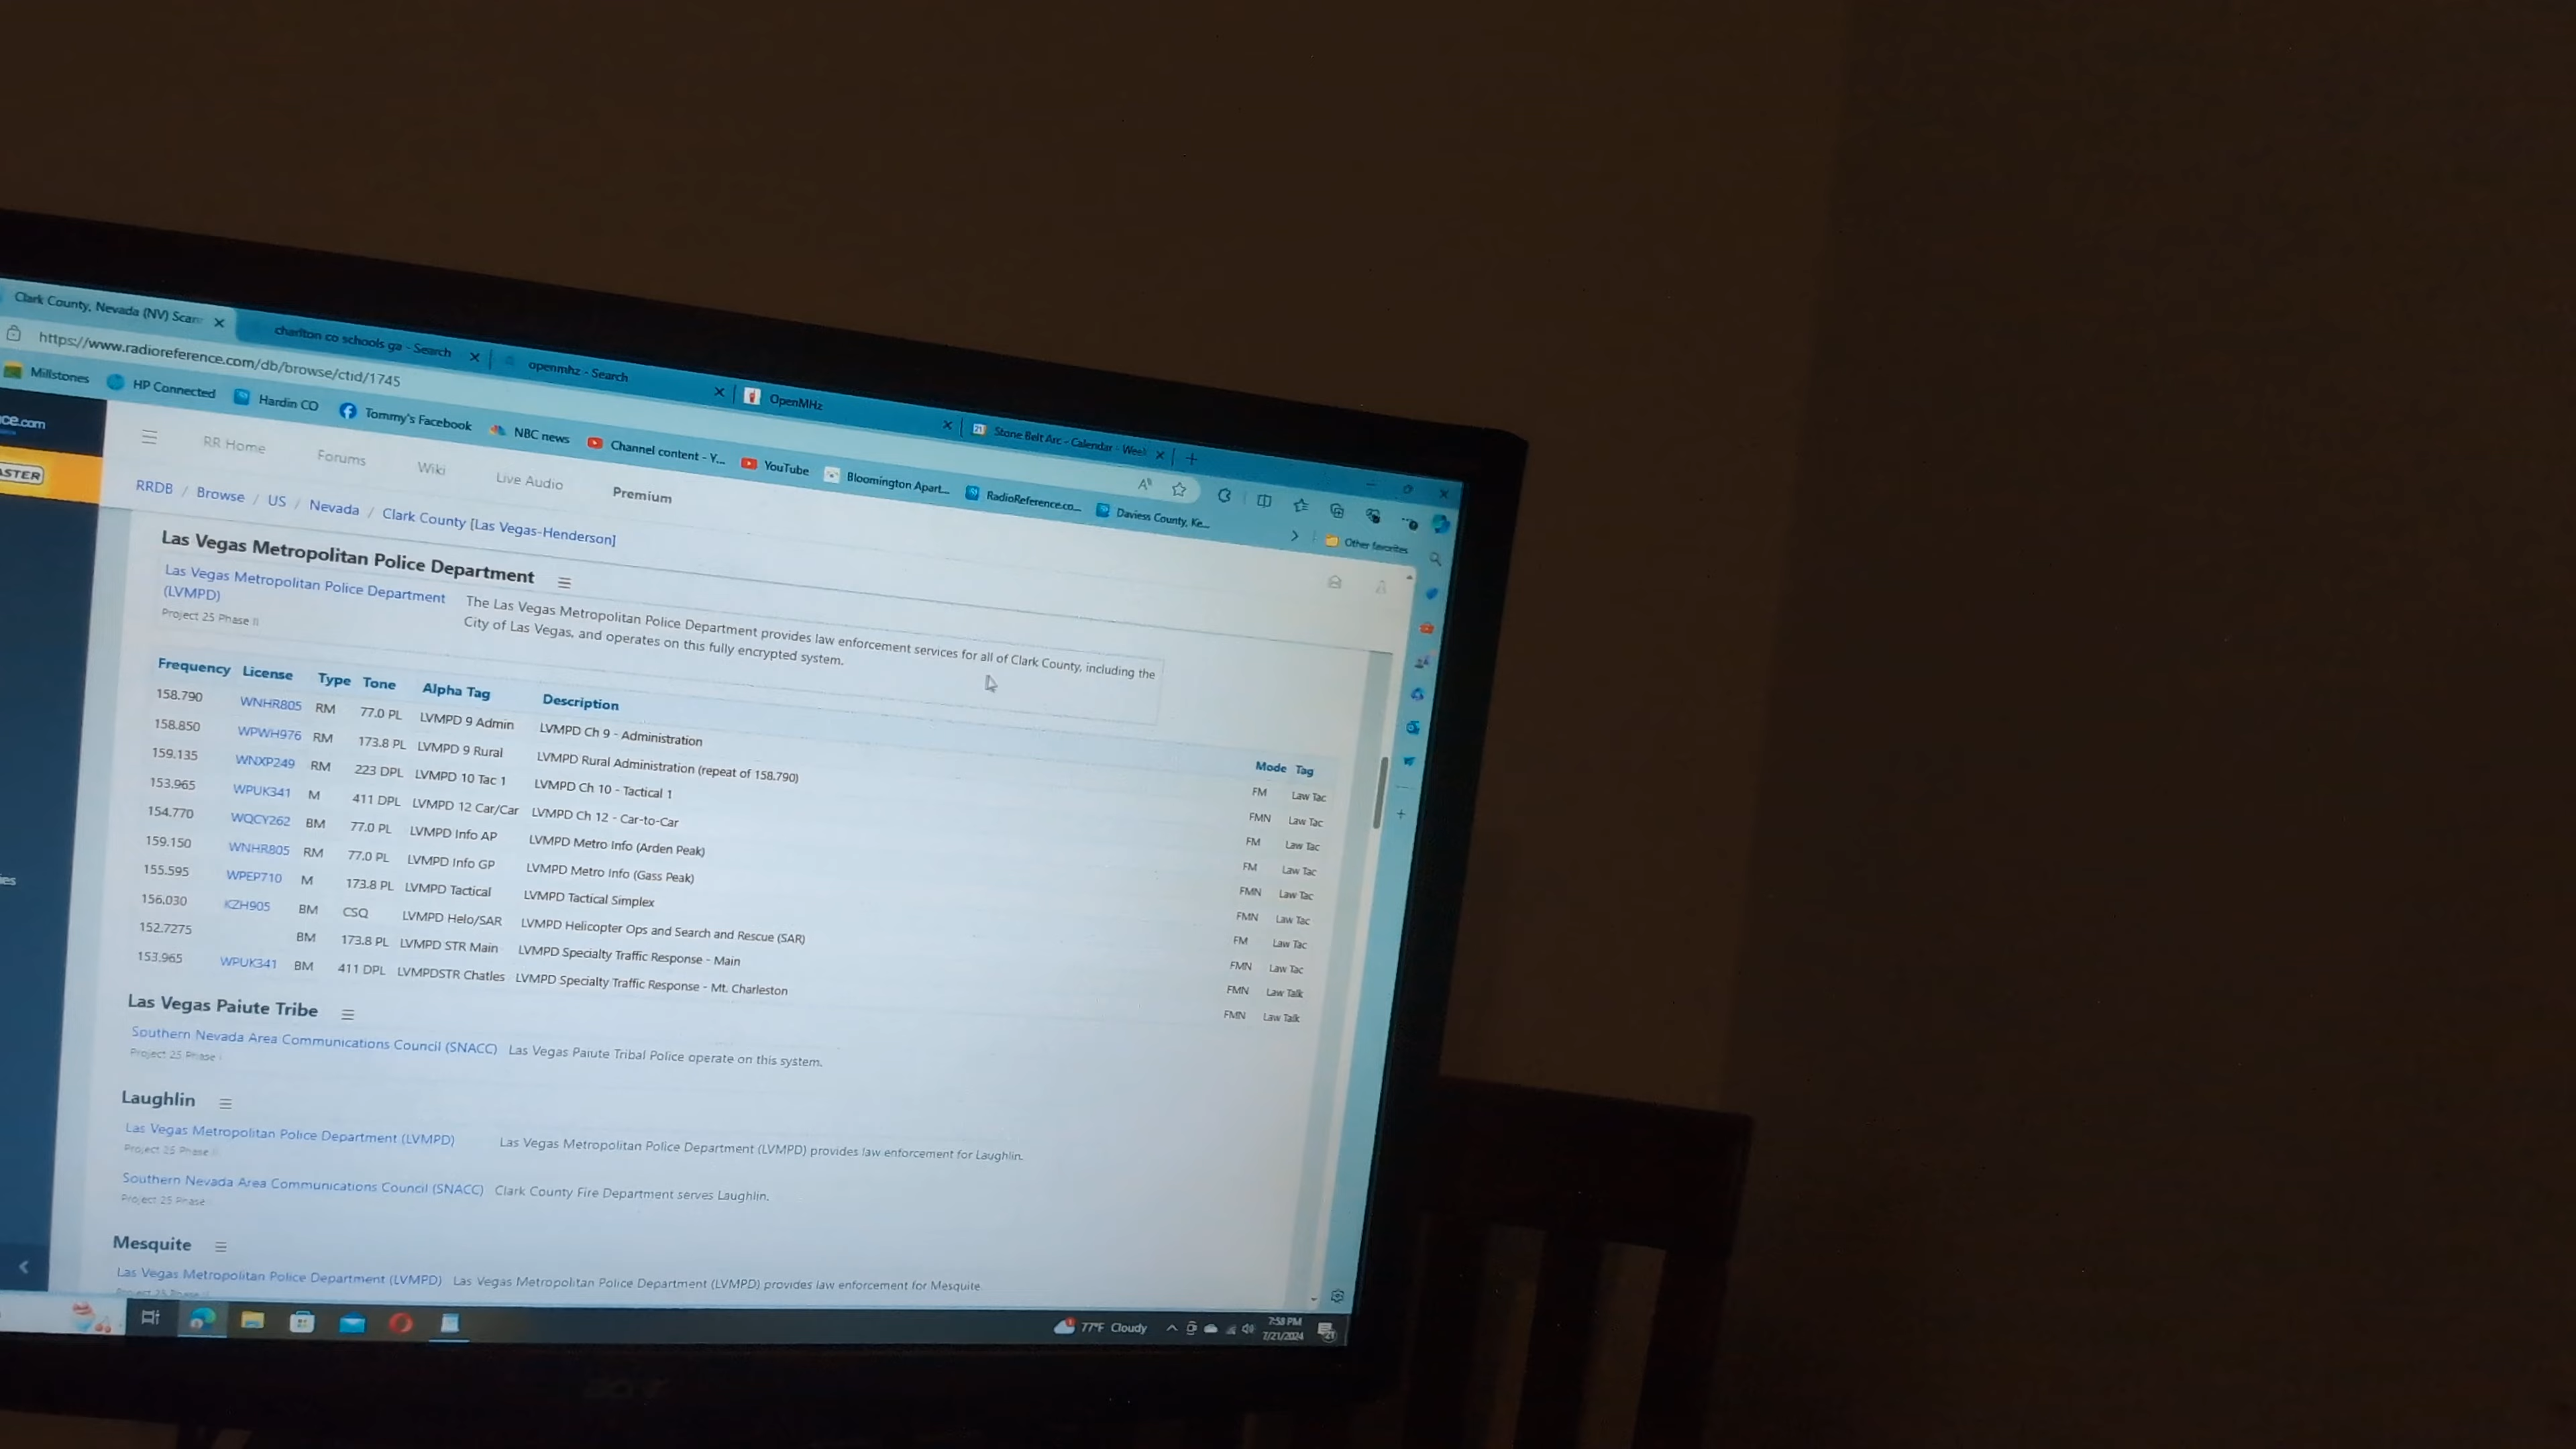 Clark County, Nevada (NV) Scan
charlton co schools ga - Search
openmhz - Search
OpenMHz
Stone Belt Arc - Calendar - Week
https://www.radioreference.com/db/browse/ctid/1745
Millstones
HP Connected
Hardin CO
Tommy's Facebook
NBC news
Channel content - Y...
YouTube
Bloomington Apart...
RadioReference.co...
Daviess County, Ke...
Other favorites
ce.com
ASTER
RR Home
Forums
Wiki
Live Audio
Premium
RRDB / Browse / US / Nevada / Clark County [Las Vegas-Henderson]
Las Vegas Metropolitan Police Department
Las Vegas Metropolitan Police Department
(LVMPD)
Project 25 Phase II
The Las Vegas Metropolitan Police Department provides law enforcement services for all of Clark County, including the
City of Las Vegas, and operates on this fully encrypted system.
Frequency License Type Tone Alpha Tag Description Mode Tag
158.790 WNHR805 RM 77.0 PL LVMPD 9 Admin LVMPD Ch 9 - Administration FM Law Tac
158.850 WPWH976 RM 173.8 PL LVMPD 9 Rural LVMPD Rural Administration (repeat of 158.790) FMN Law Tac
159.135 WNXP249 RM 223 DPL LVMPD 10 Tac 1 LVMPD Ch 10 - Tactical 1 FM Law Tac
153.965 WPUK341 M 411 DPL LVMPD 12 Car/Car LVMPD Ch 12 - Car-to-Car FM Law Tac
154.770 WQCY262 BM 77.0 PL LVMPD Info AP LVMPD Metro Info (Arden Peak) FMN Law Tac
159.150 WNHR805 RM 77.0 PL LVMPD Info GP LVMPD Metro Info (Gass Peak) FMN Law Tac
155.595 WPEP710 M 173.8 PL LVMPD Tactical LVMPD Tactical Simplex FM Law Tac
156.030 KZH905 BM CSQ LVMPD Helo/SAR LVMPD Helicopter Ops and Search and Rescue (SAR) FMN Law Tac
152.7275 BM 173.8 PL LVMPD STR Main LVMPD Specialty Traffic Response - Main FMN Law Talk
153.965 WPUK341 BM 411 DPL LVMPDSTR Chatles LVMPD Specialty Traffic Response - Mt. Charleston FMN Law Talk
Las Vegas Paiute Tribe
Southern Nevada Area Communications Council (SNACC) Las Vegas Paiute Tribal Police operate on this system.
Project 25 Phase I
Laughlin
Las Vegas Metropolitan Police Department (LVMPD) Las Vegas Metropolitan Police Department (LVMPD) provides law enforcement for Laughlin.
Project 25 Phase
Southern Nevada Area Communications Council (SNACC) Clark County Fire Department serves Laughlin.
Project 25 Phase
Mesquite
Las Vegas Metropolitan Police Department (LVMPD) Las Vegas Metropolitan Police Department (LVMPD) provides law enforcement for Mesquite
ies
77°F Cloudy
7:58 PM
7/21/2024
acer